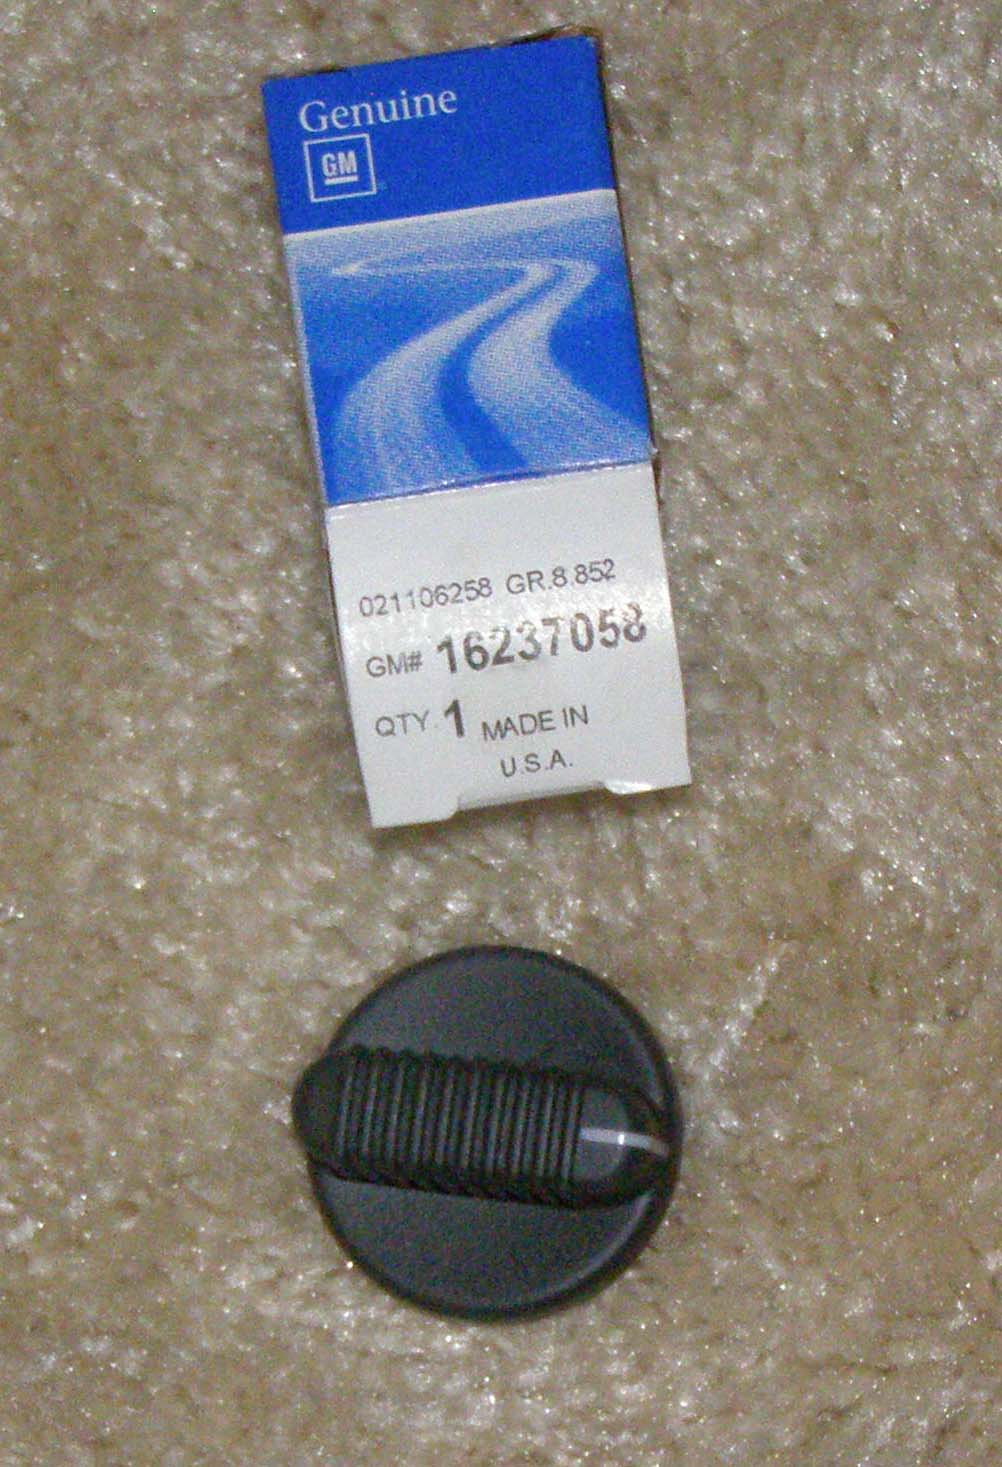 Genuine
GM
021106258 GR.8.852
GM# 16237058
QTY. 1 MADE IN
U.S.A.